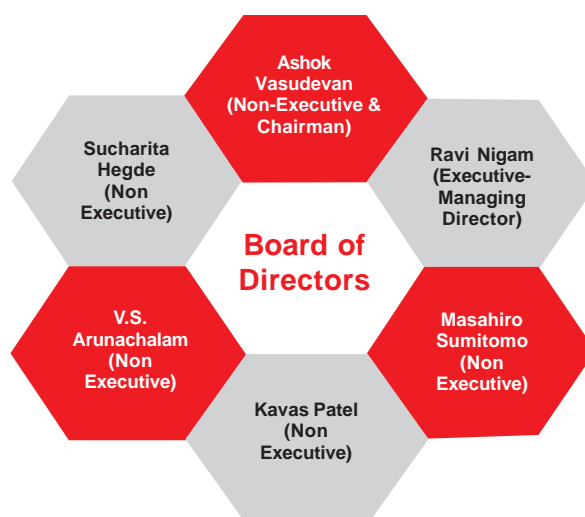 Ashok
Vasudevan
(Non-Executive &
Chairman)
Sucharita
Hegde
(Non
Executive)
Ravi Nigam
(Executive-
Managing
Director)
Board of
Directors
V.S.
Arunachalam
(Non
Executive)
Masahiro
Sumitomo
(Non
Executive)
Kavas Patel
(Non
Executive)